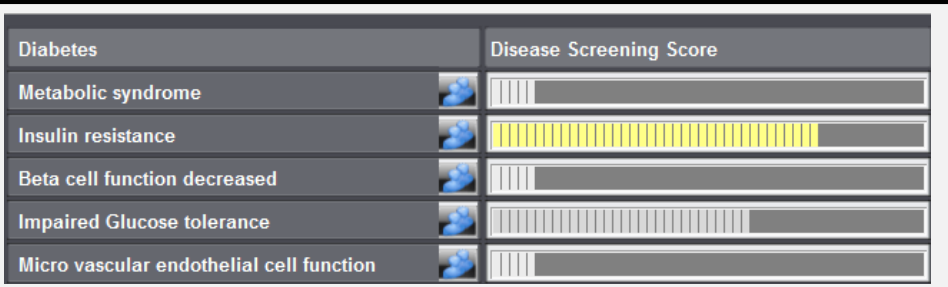 Diabetes Disease Screening Score
Metabolic syndrome
Insulin resistance
Beta cell function decreased
Impaired Glucose tolerance
Micro vascular endothelial cell function